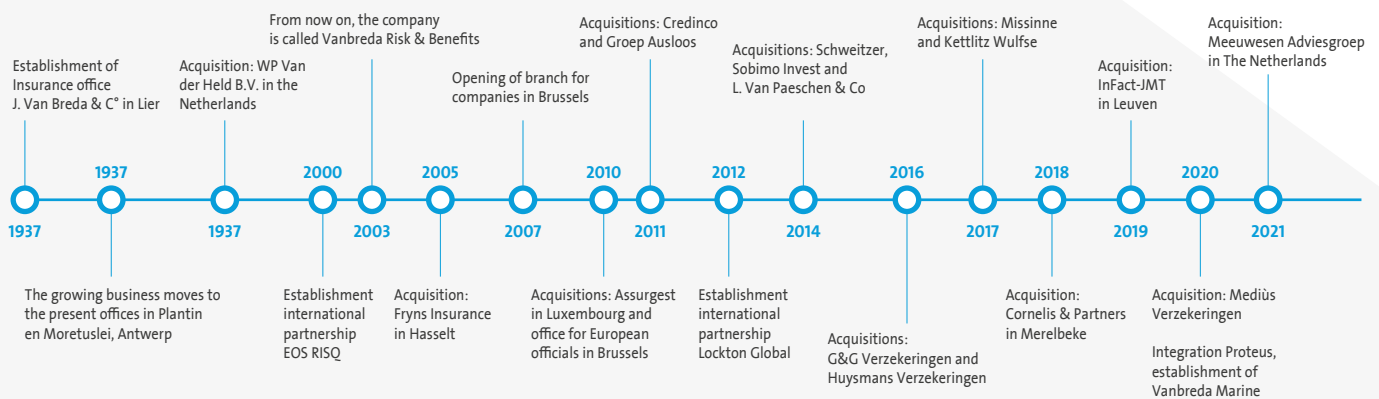 Establishment of
Insurance office
J. Van Breda & C° in Lier
1937
1937
The growing business moves to
the present offices in Plantin
en Moretuslei, Antwerp
Acquisition: WP Van
der Held B.V. in the
Netherlands
1937
2000
Establishment
international
partnership
EOS RISQ
From now on, the company
is called Vanbreda Risk & Benefits
2003
2005
Acquisition:
Fryns Insurance
in Hasselt
Opening of branch for
companies in Brussels
2007
2010
Acquisitions: Assurgest
in Luxembourg and
office for European
officials in Brussels
Acquisitions: Credinco
and Groep Ausloos
2011
2012
Establishment
international
partnership
Lockton Global
Acquisitions: Schweitzer,
Sobimo Invest and
L. Van Paeschen & Co
2014
2016
Acquisitions:
G&G Verzekeringen and
Huysmans Verzekeringen
Acquisitions: Missinne
and Kettlitz Wulfse
2017
2018
Acquisition:
Cornelis & Partners
in Merelbeke
Acquisition:
InFact-JMT
in Leuven
2019
2020
Acquisition: Mediùs
Verzekeringen
Integration Proteus,
establishment of
Vanbreda Marine
Acquisition:
Meeuwesen Adviesgroep
in The Netherlands
2021